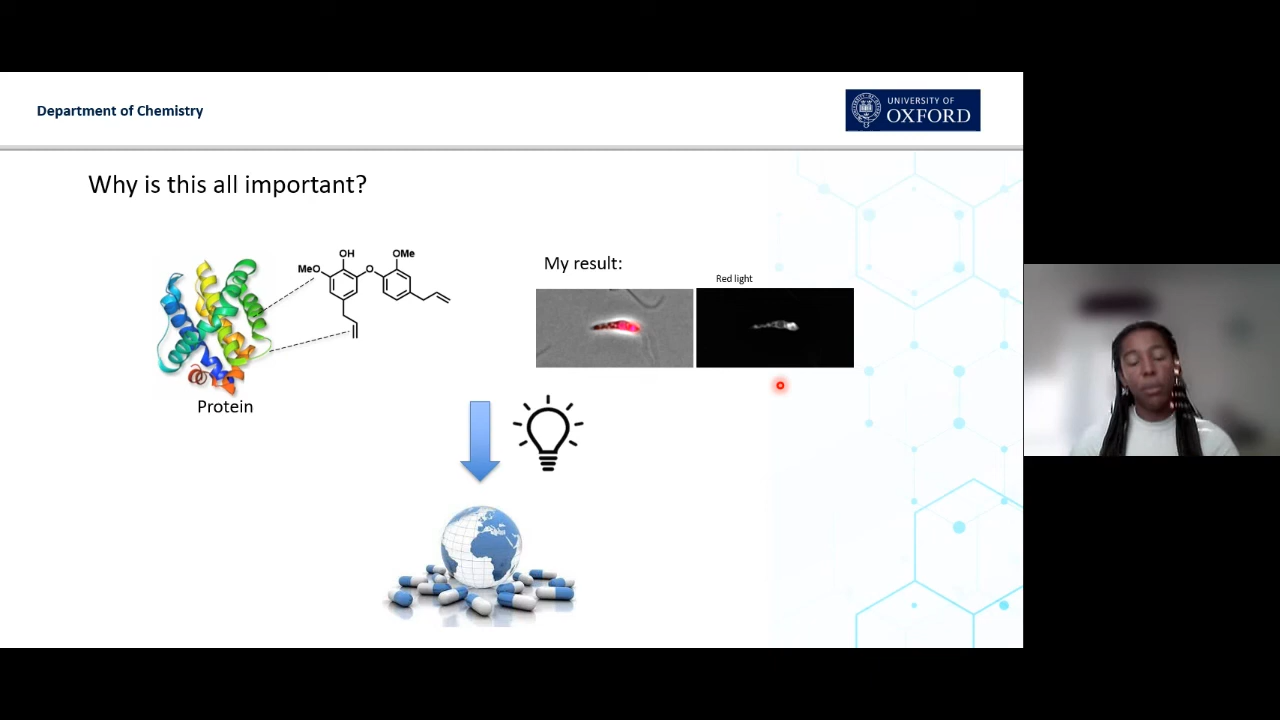 Department of Chemistry
UNIVERSITY OF
OXFORD
Why is this all important?
OH
OMe
MeO
O
My result:
Red light
Protein